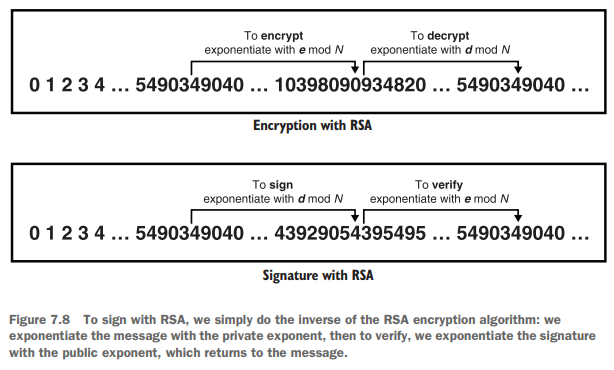 To encrypt
exponentiate with e mod N
To decrypt
exponentiate with d mod N
0 1 2 3 4 ... 5490349040 ... 10398090934820 ... 5490349040 ...
Encryption with RSA
To sign
exponentiate with d mod N
To verify
exponentiate with e mod N
0 1 2 3 4 ... 5490349040 ... 43929054395495 ... 5490349040 ...
Signature with RSA
Figure 7.8 To sign with RSA, we simply do the inverse of the RSA encryption algorithm: we
exponentiate the message with the private exponent, then to verify, we exponentiate the signature
with the public exponent, which returns to the message.